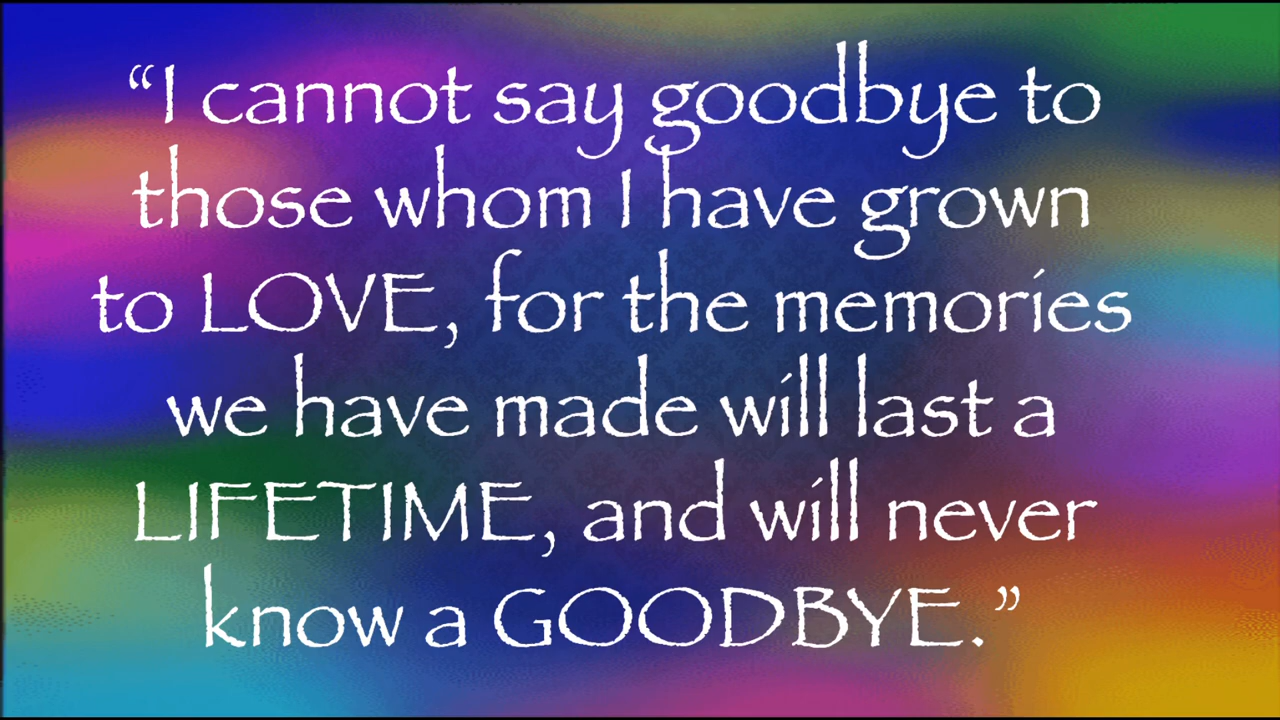 “I cannot say goodbye to
those whom I have grown
to LOVE, for the memories
we have made will last a
LIFETIME, and will never
know a GOODBYE.”